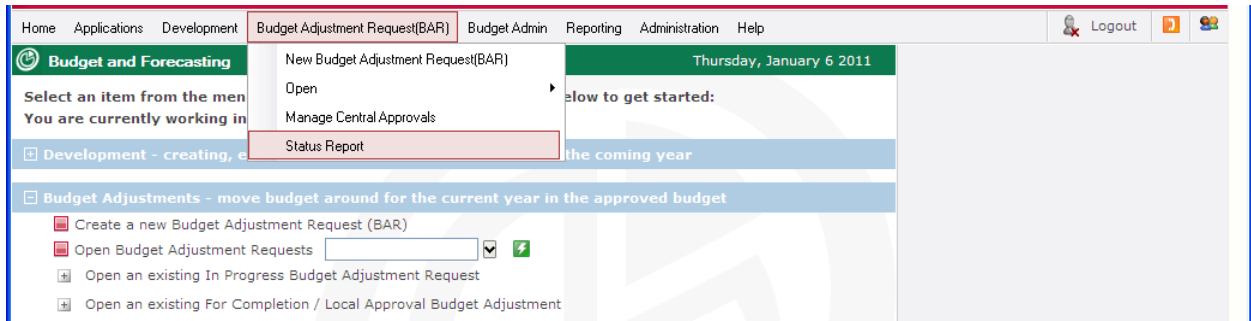 Home Applications Development Budget Adjustment Request(BAR) Budget Admin Reporting Administration Help Logout
Budget and Forecasting Thursday, January 6 2011
New Budget Adjustment Request(BAR)
Open
Manage Central Approvals
Status Report
Select an item from the men elow to get started:
You are currently working in
Development - creating, e the coming year
Budget Adjustments - move budget around for the current year in the approved budget
Create a new Budget Adjustment Request (BAR)
Open Budget Adjustment Requests
Open an existing In Progress Budget Adjustment Request
Open an existing For Completion / Local Approval Budget Adjustment